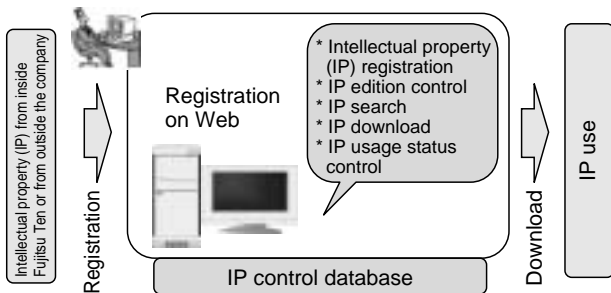 Intellectual property (IP) from inside
Fujitsu Ten or from outside the company
Registration
Registration
on Web
* Intellectual property
(IP) registration
* IP edition control
* IP search
* IP download
* IP usage status
control
IP control database
Download
IP use